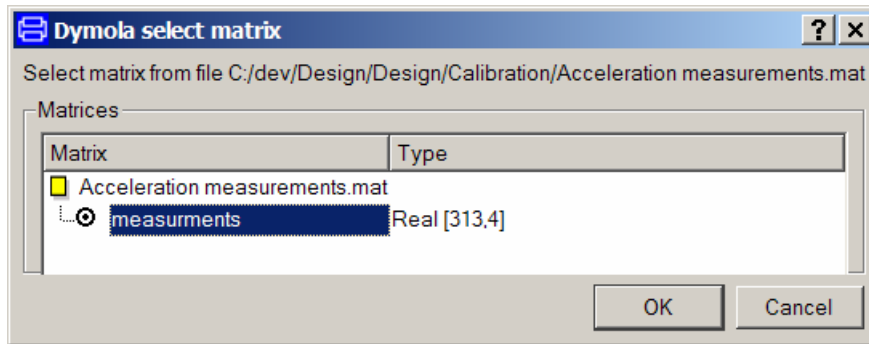 Dymola select matrix
Select matrix from file C:/dev/Design/Design/Calibration/Acceleration measurements.mat
Matrices
Matrix Type
Acceleration measurements.mat
measurments Real [313,4]
OK Cancel